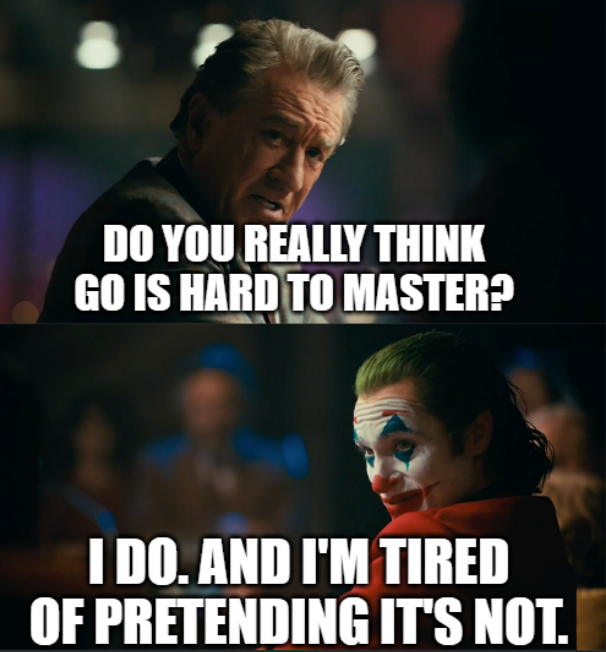 DO YOU REALLY THINK
GO IS HARD TO MASTER?
I DO. AND I'M TIRED
OF PRETENDING IT'S NOT.